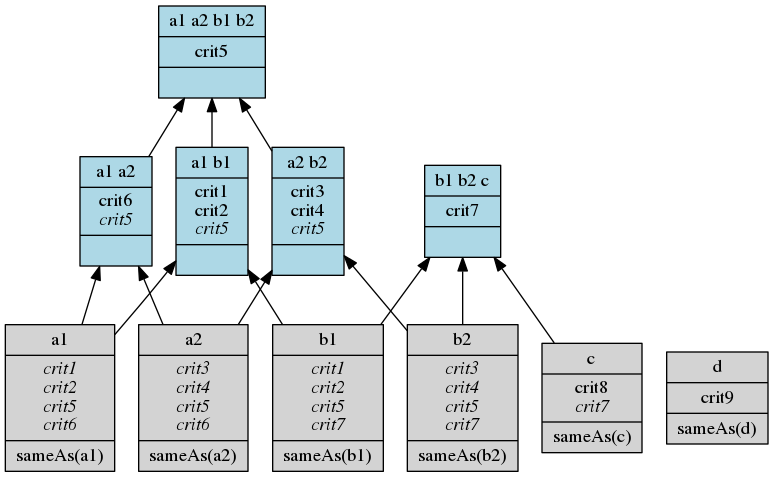 a1 a2 b1 b2
crit5
a1 a2
crit6
crit5
a1 b1
crit1
crit2
crit5
a2 b2
crit3
crit4
crit5
b1 b2 c
crit7
a1
crit1
crit2
crit5
crit6
sameAs(a1)
a2
crit3
crit4
crit5
crit6
sameAs(a2)
b1
crit1
crit2
crit5
crit7
sameAs(b1)
b2
crit3
crit4
crit5
crit7
sameAs(b2)
c
crit8
crit7
sameAs(c)
d
crit9
sameAs(d)